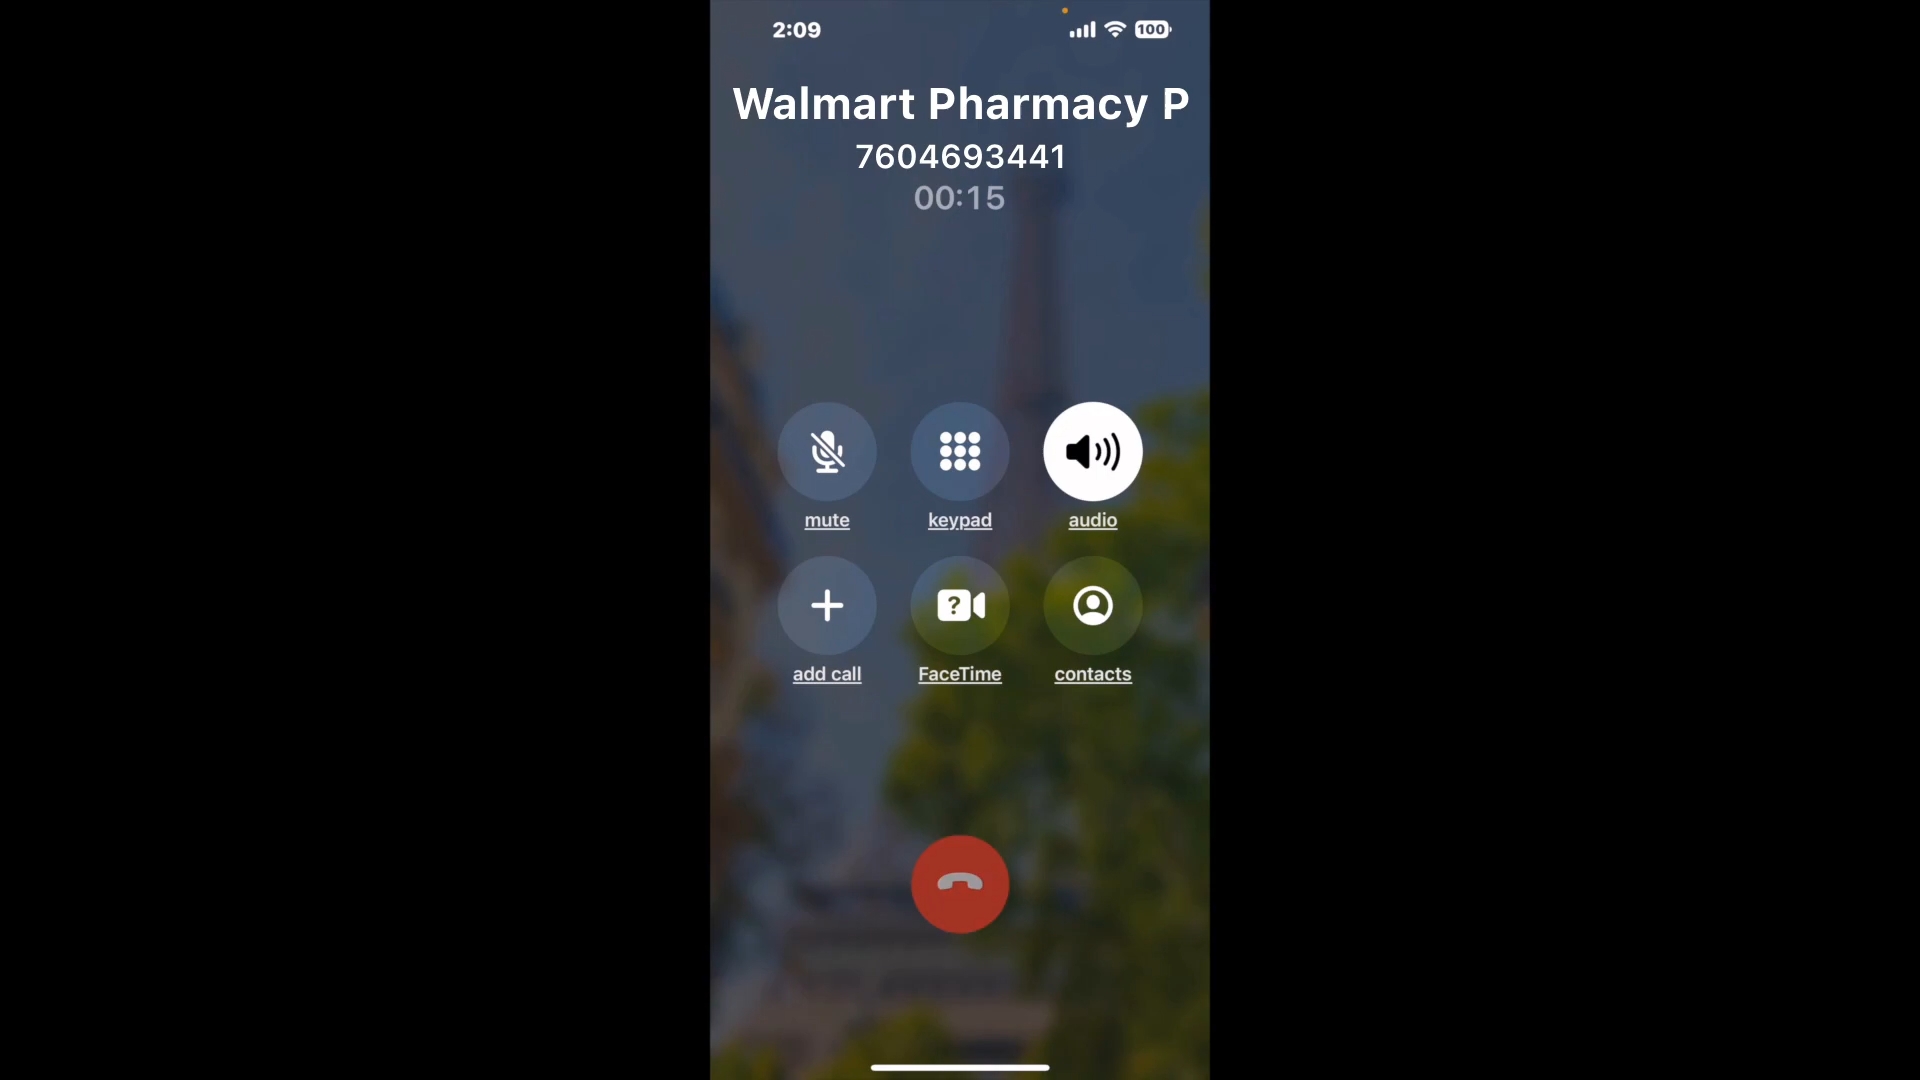 2:09
100
Walmart Pharmacy P
7604693441
00:15
mute
keypad
audio
?
add call
FaceTime
contacts